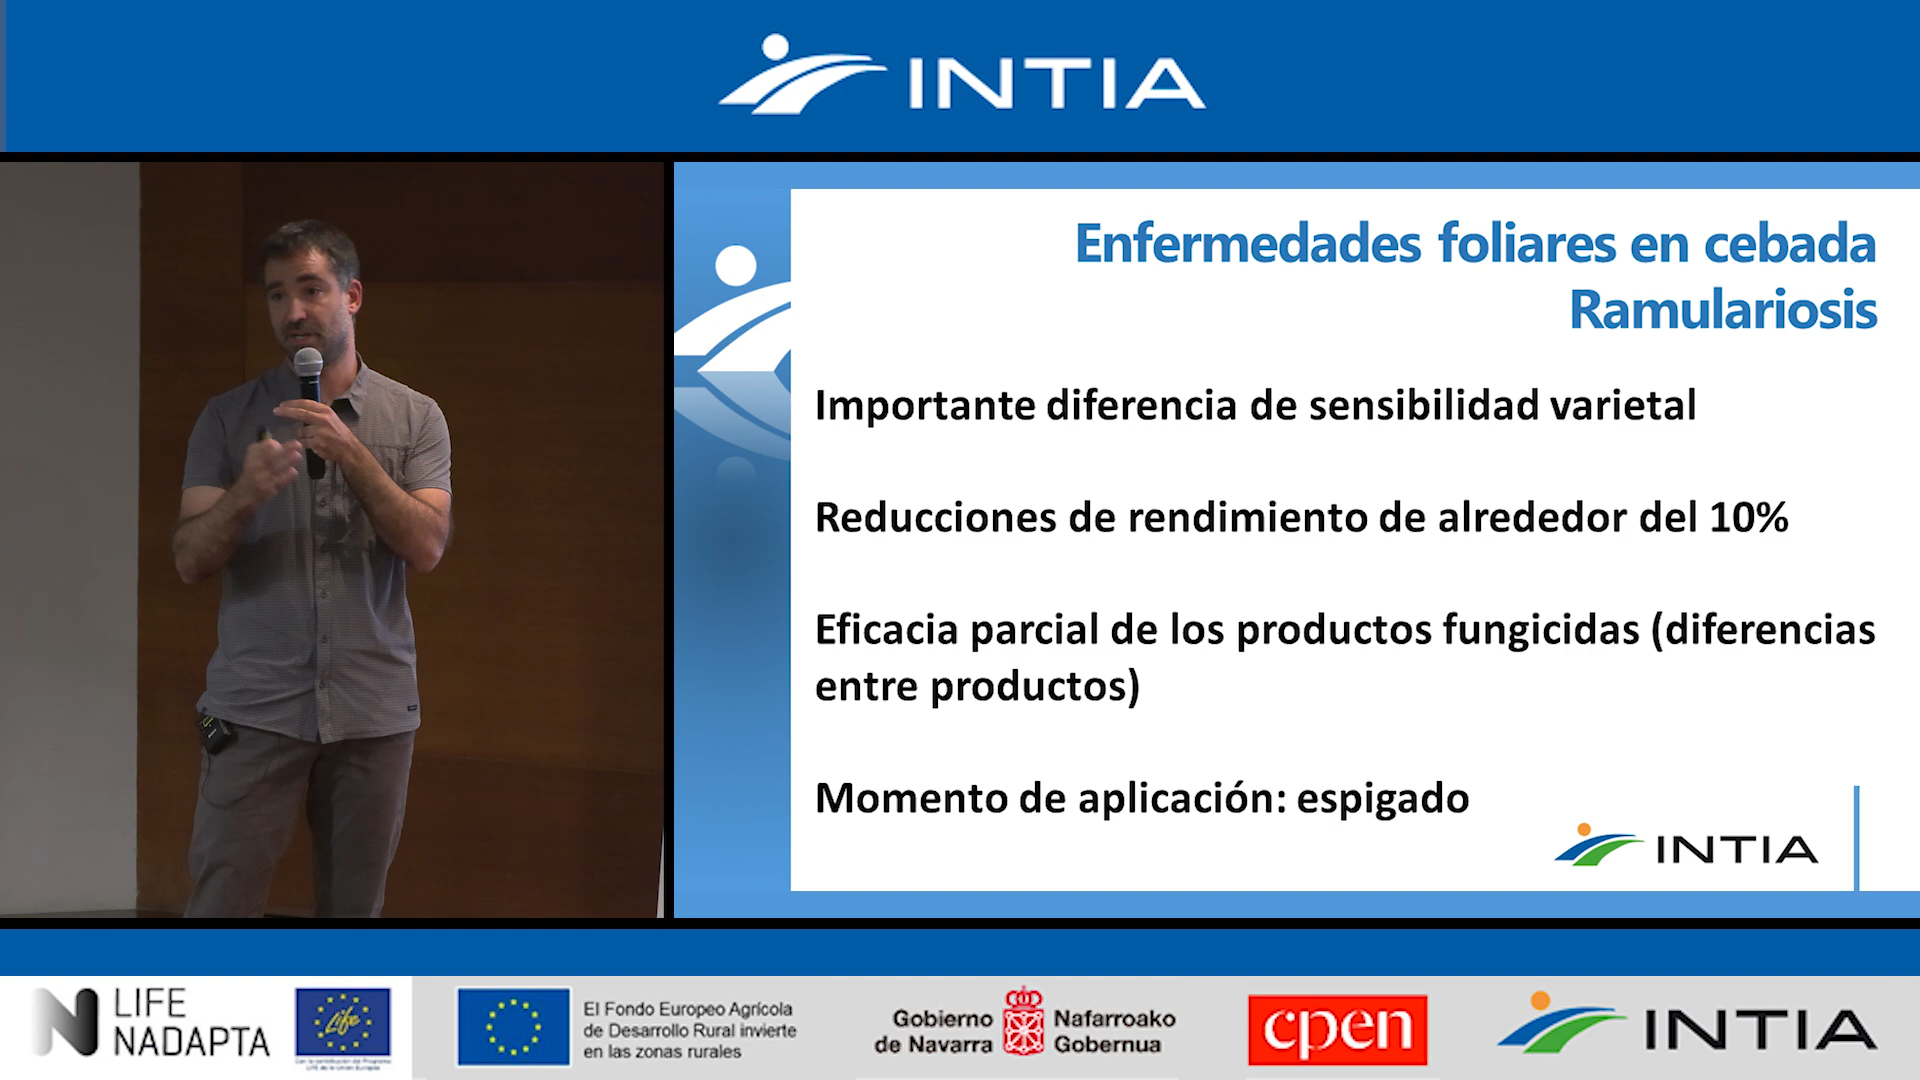 INTIA
Enfermedades foliares en cebada
Ramulariosis
Importante diferencia de sensibilidad varietal
Reducciones de rendimiento de alrededor del 10%
Eficacia parcial de los productos fungicidas (diferencias
entre productos)
Momento de aplicación: espigado
INTIA
LIFE
NADAPTA
Life
El Fondo Europeo Agrícola
de Desarrollo Rural invierte
en las zonas rurales
Gobierno
de Navarra
Nafarroako
Gobernua
cpen
INTIA